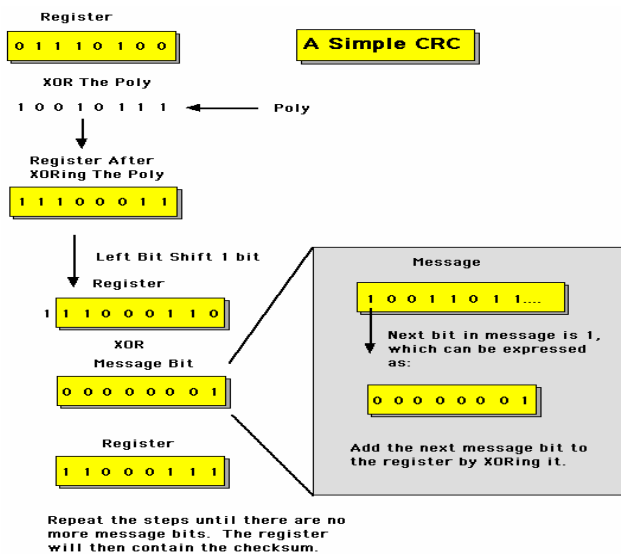 Register
0 1 1 1 0 1 0 0
A Simple CRC
XOR The Poly
1 0 0 1 0 1 1 1
Poly
Register After
XORing The Poly
1 1 1 0 0 0 1 1
Left Bit Shift 1 bit
Register
1 1 1 0 0 0 1 1 0
XOR
Message Bit
0 0 0 0 0 0 0 1
Register
1 1 0 0 0 1 1 1
Repeat the steps until there are no
more message bits. The register
will then contain the checksum.
Message
1 0 0 1 1 0 1 1....
Next bit in message is 1,
which can be expressed
as:
0 0 0 0 0 0 0 1
Add the next message bit to
the register by XORing it.